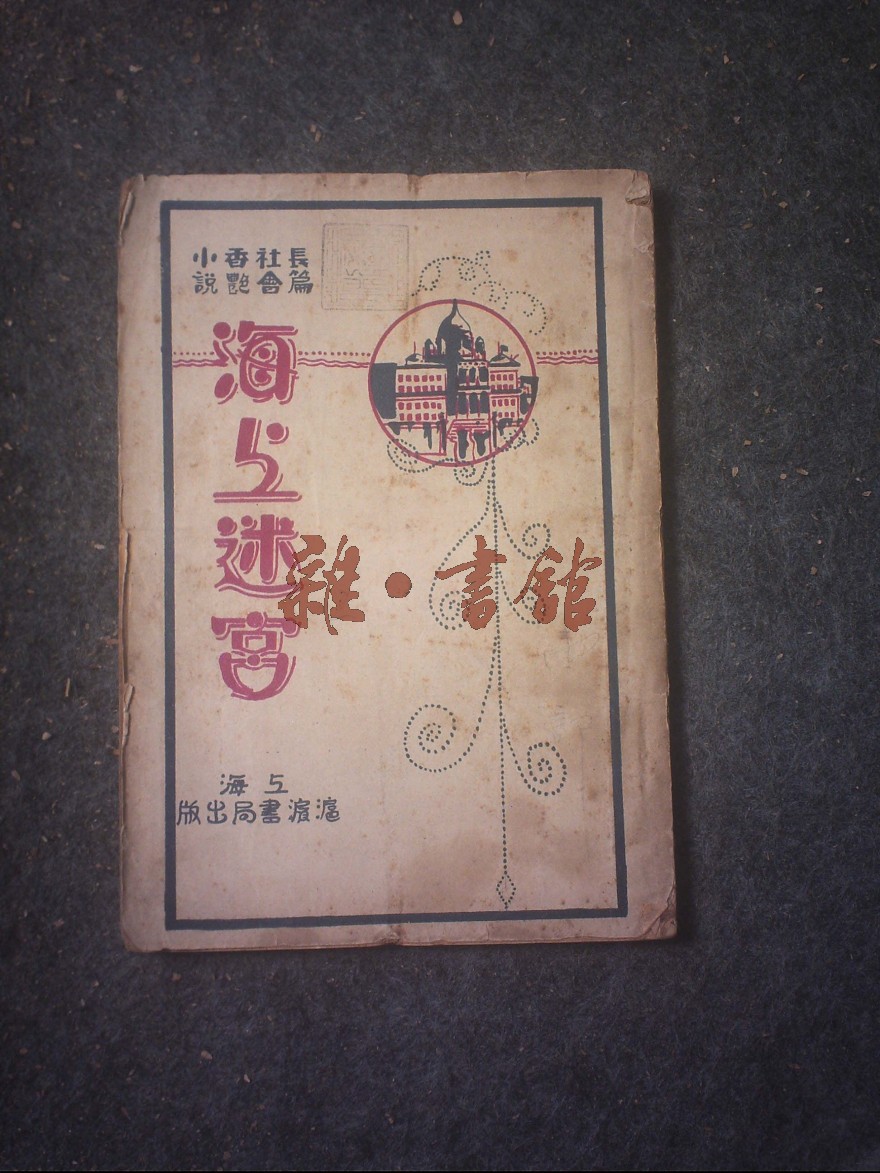 長篇社會香艷小說
海上迷宮
上海
滬濱書局出版
雜·書館